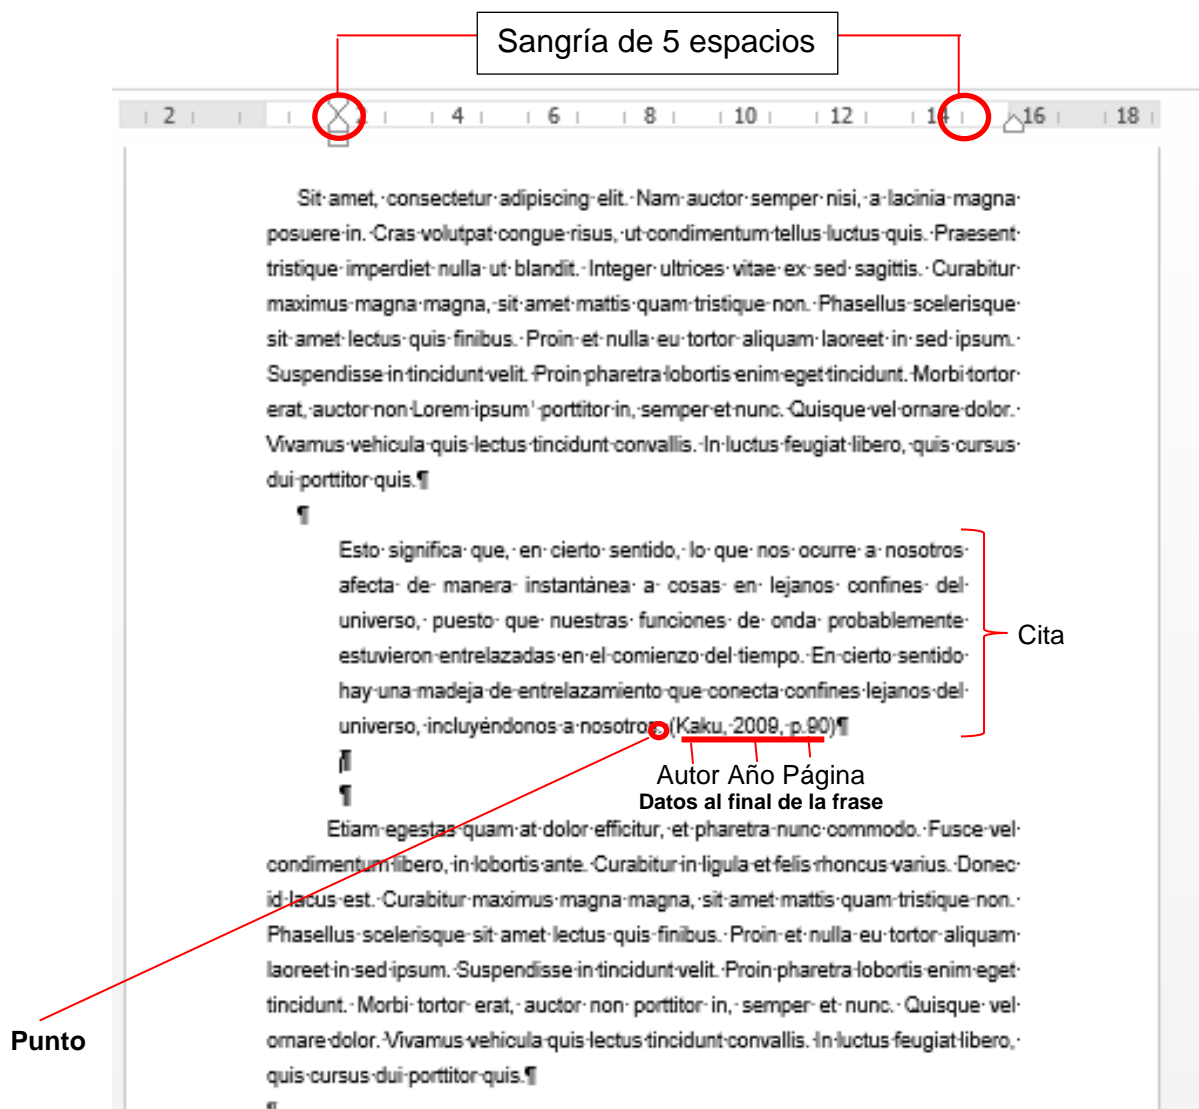 Sangría de 5 espacios
2 2 4 6 8 10 12 14 16 18
Sit amet, consectetur adipiscing elit. Nam auctor semper nisi, a lacinia magna
posuere in. Cras volutpat congue risus, ut condimentum tellus luctus quis. Praesent
tristique imperdiet nulla ut blandit. Integer ultrices vitae ex sed sagittis. Curabitur
maximus magna magna, sit amet mattis quam tristique non. Phasellus scelerisque
sit amet lectus quis finibus. Proin et nulla eu tortor aliquam laoreet in sed ipsum.
Suspendisse in tincidunt velit. Proin pharetra lobortis enim eget tincidunt. Morbi tortor
erat, auctor non Lorem ipsum' porttitor in, semper et nunc. Quisque vel ornare dolor.
Vivamus vehicula quis lectus tincidunt convallis. In luctus feugiat libero, quis cursus
dui porttitor quis.¶
¶
Esto significa que, en cierto sentido, lo que nos ocurre a nosotros
afecta de manera instantánea a cosas en lejanos confines del
universo, puesto que nuestras funciones de onda probablemente
Cita
estuvieron entrelazadas en el comienzo del tiempo. En cierto sentido
hay una madeja de entrelazamiento que conecta confines lejanos del
universo, incluyéndonos a nosotros. (Kaku, 2009, p.90)¶
¶
Autor Año Página
¶
Datos al final de la frase
Etiam egestas quam at dolor efficitur, et pharetra nunc commodo. Fusce vel
condimentum libero, in lobortis ante. Curabitur in ligula et felis rhoncus varius. Donec
id lacus est. Curabitur maximus magna magna, sit amet mattis quam tristique non.
Phasellus scelerisque sit amet lectus quis finibus. Proin et nulla eu tortor aliquam
laoreet in sed ipsum. Suspendisse in tincidunt velit. Proin pharetra lobortis enim eget
tincidunt. Morbi tortor erat, auctor non porttitor in, semper et nunc. Quisque vel
Punto
ornare dolor. Vivamus vehicula quis lectus tincidunt convallis. In luctus feugiat libero,
quis cursus dui porttitor quis.¶
¶